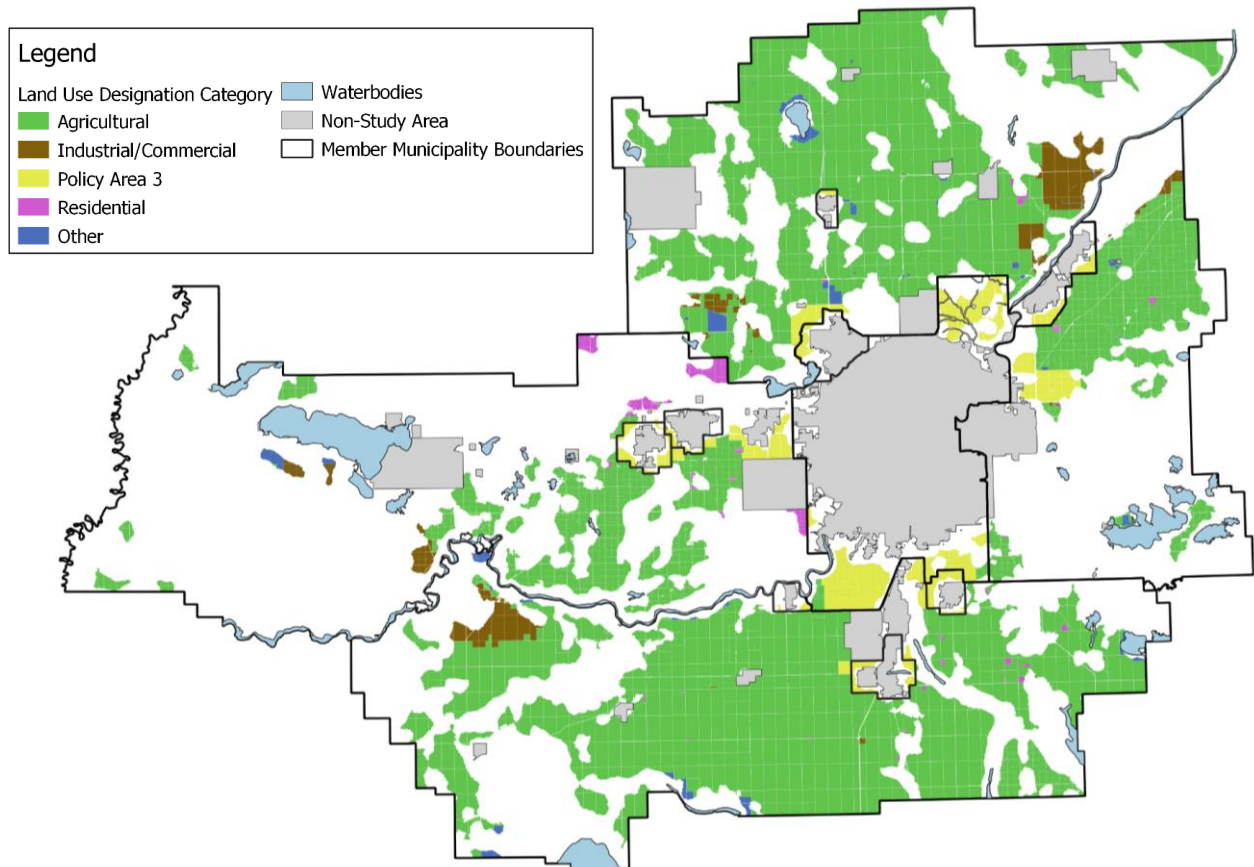 Legend
Land Use Designation Category
Agricultural
Industrial/Commercial
Policy Area 3
Residential
Other
Waterbodies
Non-Study Area
Member Municipality Boundaries